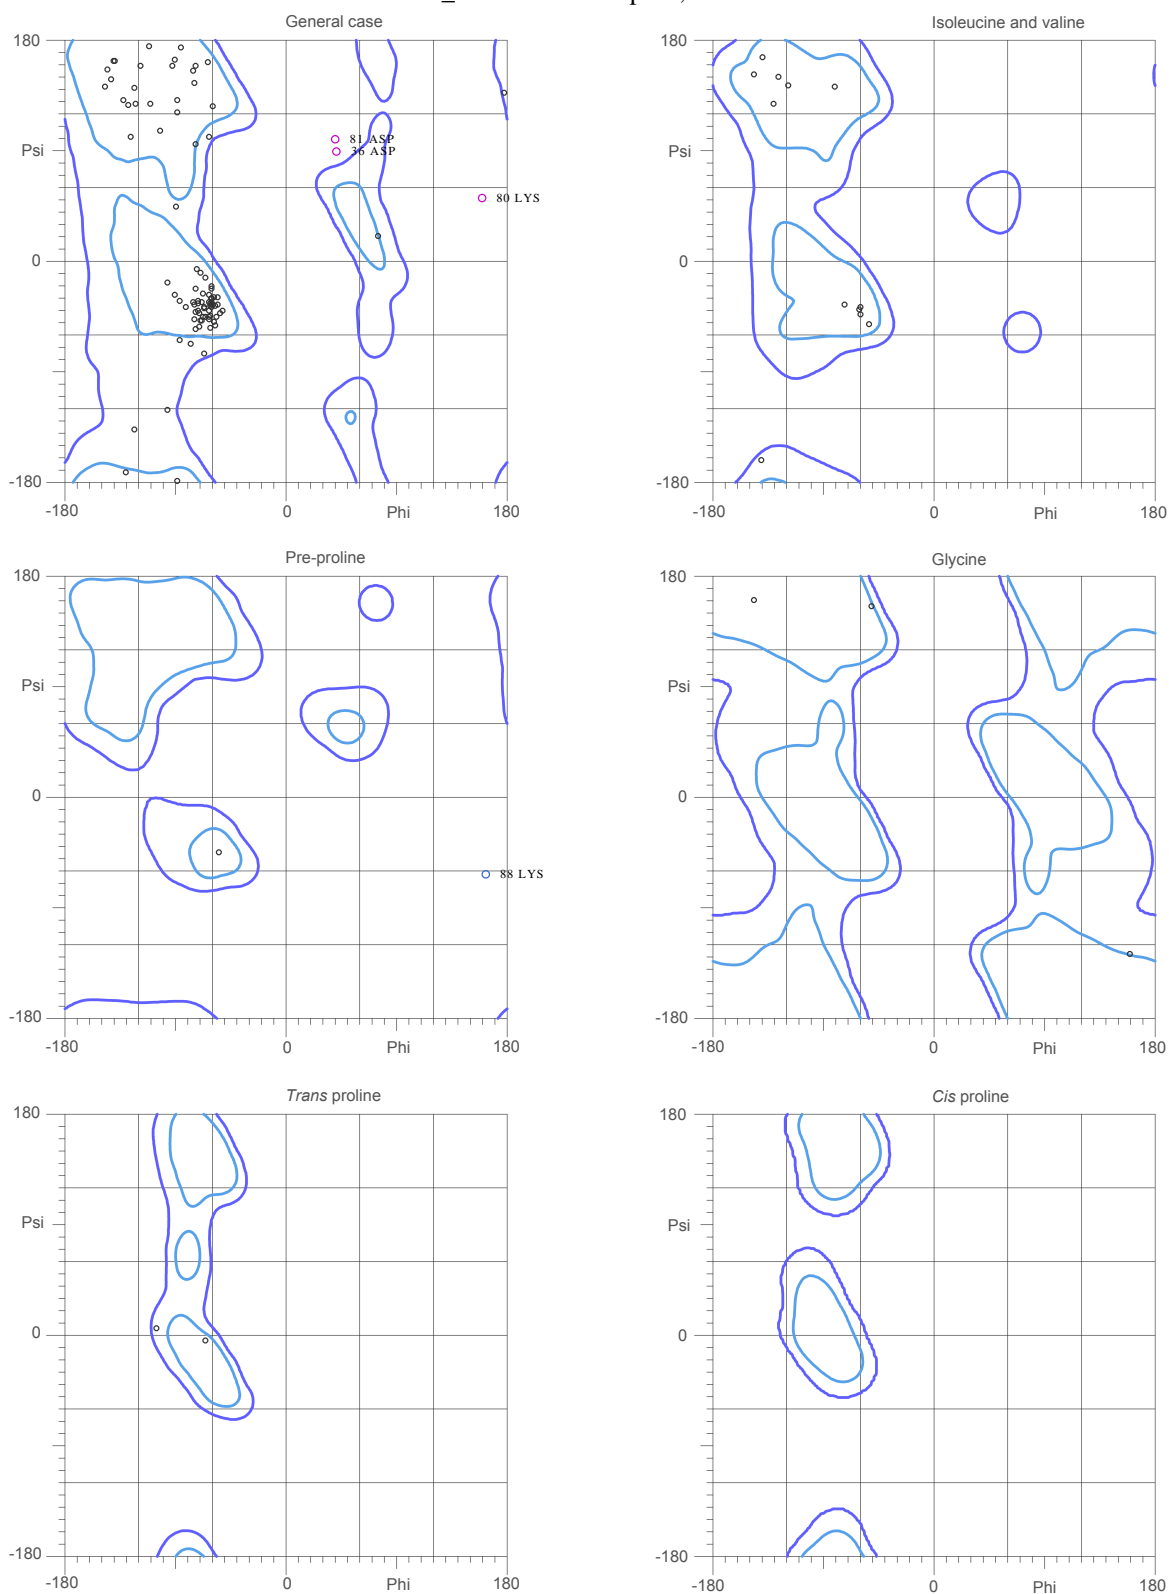 General case
Isoleucine and valine
180
180
81 ASP
Psi
36 ASP
Psi
80 LYS
0
0
-180
-180
-180
0
Phi
180
-180
0
Phi
180
Pre-proline
Glycine
180
180
Psi
Psi
0
0
88 LYS
-180
-180
-180
0
Phi
180
-180
0
Phi
180
Trans proline
Cis proline
180
180
Psi
Psi
0
0
-180
-180
-180
0
Phi
180
-180
0
Phi
180